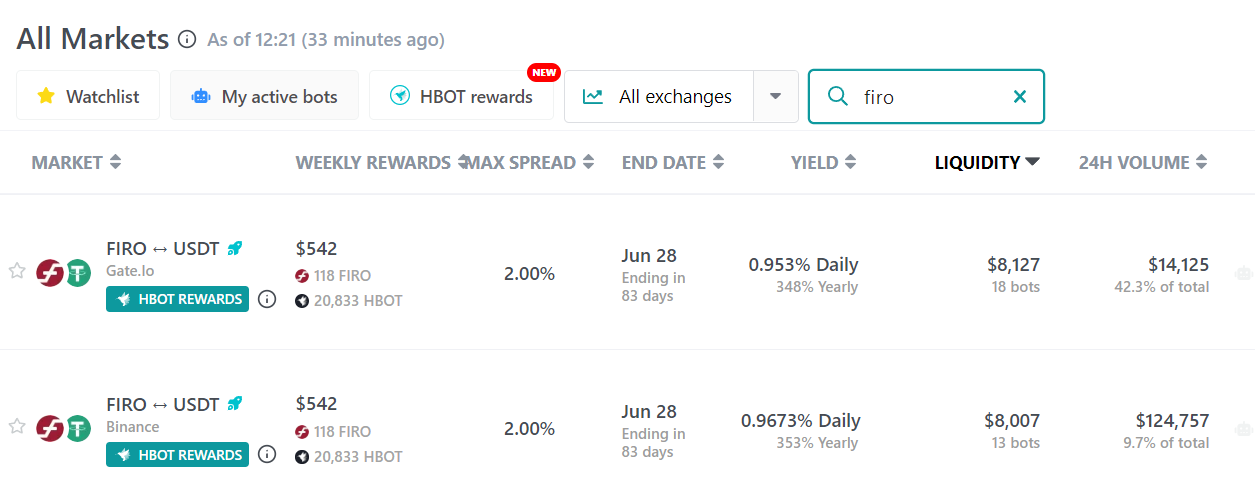 All Markets As of 12:21 (33 minutes ago)
Watchlist My active bots HBOT rewards NEW All exchanges firo
MARKET WEEKLY REWARDS MAX SPREAD END DATE YIELD LIQUIDITY 24H VOLUME
FIRO ↔ USDT
Gate.Io
HBOT REWARDS
$542
118 FIRO
20,833 HBOT
2.00%
Jun 28
Ending in
83 days
0.953% Daily
348% Yearly
$8,127
18 bots
$14,125
42.3% of total
FIRO ↔ USDT
Binance
HBOT REWARDS
$542
118 FIRO
20,833 HBOT
2.00%
Jun 28
Ending in
83 days
0.9673% Daily
353% Yearly
$8,007
13 bots
$124,757
9.7% of total